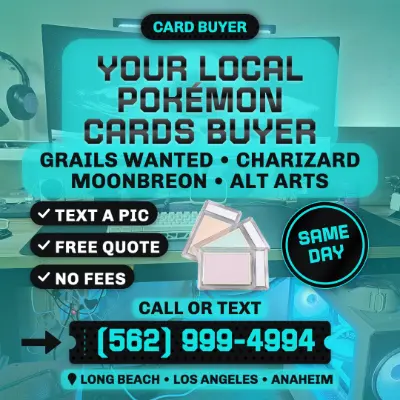 CARD BUYER
YOUR LOCAL
POKÉMON
CARDS BUYER
GRAILS WANTED • CHARIZARD
MOONBREON • ALT ARTS
✓ TEXT A PIC
✓ FREE QUOTE
✓ NO FEES
SAME
DAY
CALL OR TEXT
(562) 999-4994
LONG BEACH • LOS ANGELES • ANAHEIM